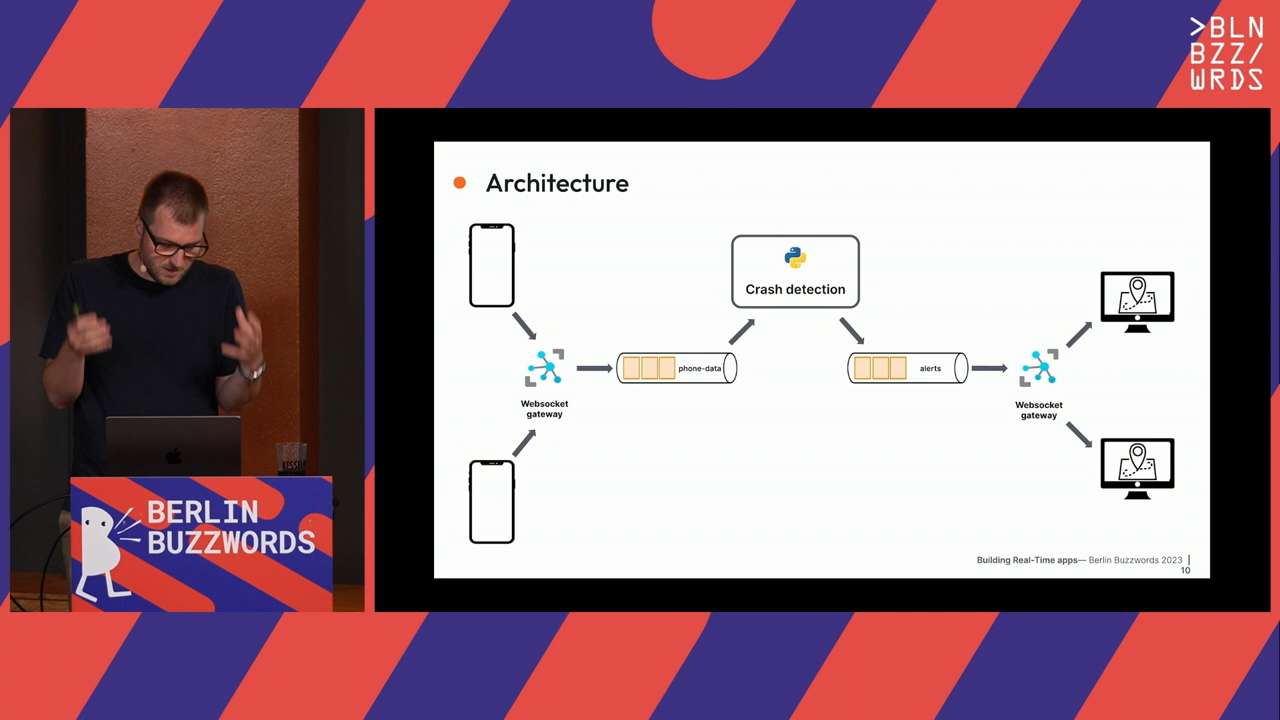 >BLN
BZZ/
WRDS
Architecture
Crash detection
phone-data
alerts
Websocket
gateway
Websocket
gateway
Building Real-Time apps— Berlin Buzzwords 2023 |
10
BERLIN
BUZZWORDS